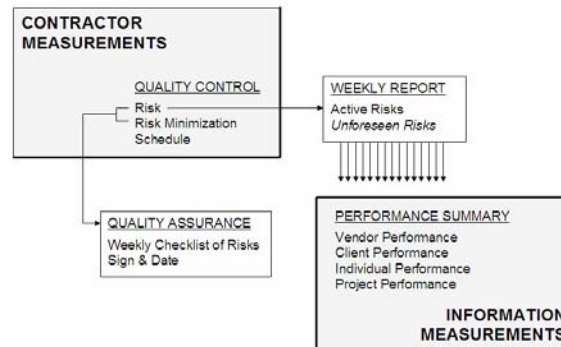 CONTRACTOR
MEASUREMENTS
QUALITY CONTROL
Risk
Risk Minimization
Schedule
WEEKLY REPORT
Active Risks
Unforeseen Risks
QUALITY ASSURANCE
Weekly Checklist of Risks
Sign & Date
PERFORMANCE SUMMARY
Vendor Performance
Client Performance
Individual Performance
Project Performance
INFORMATION
MEASUREMENTS